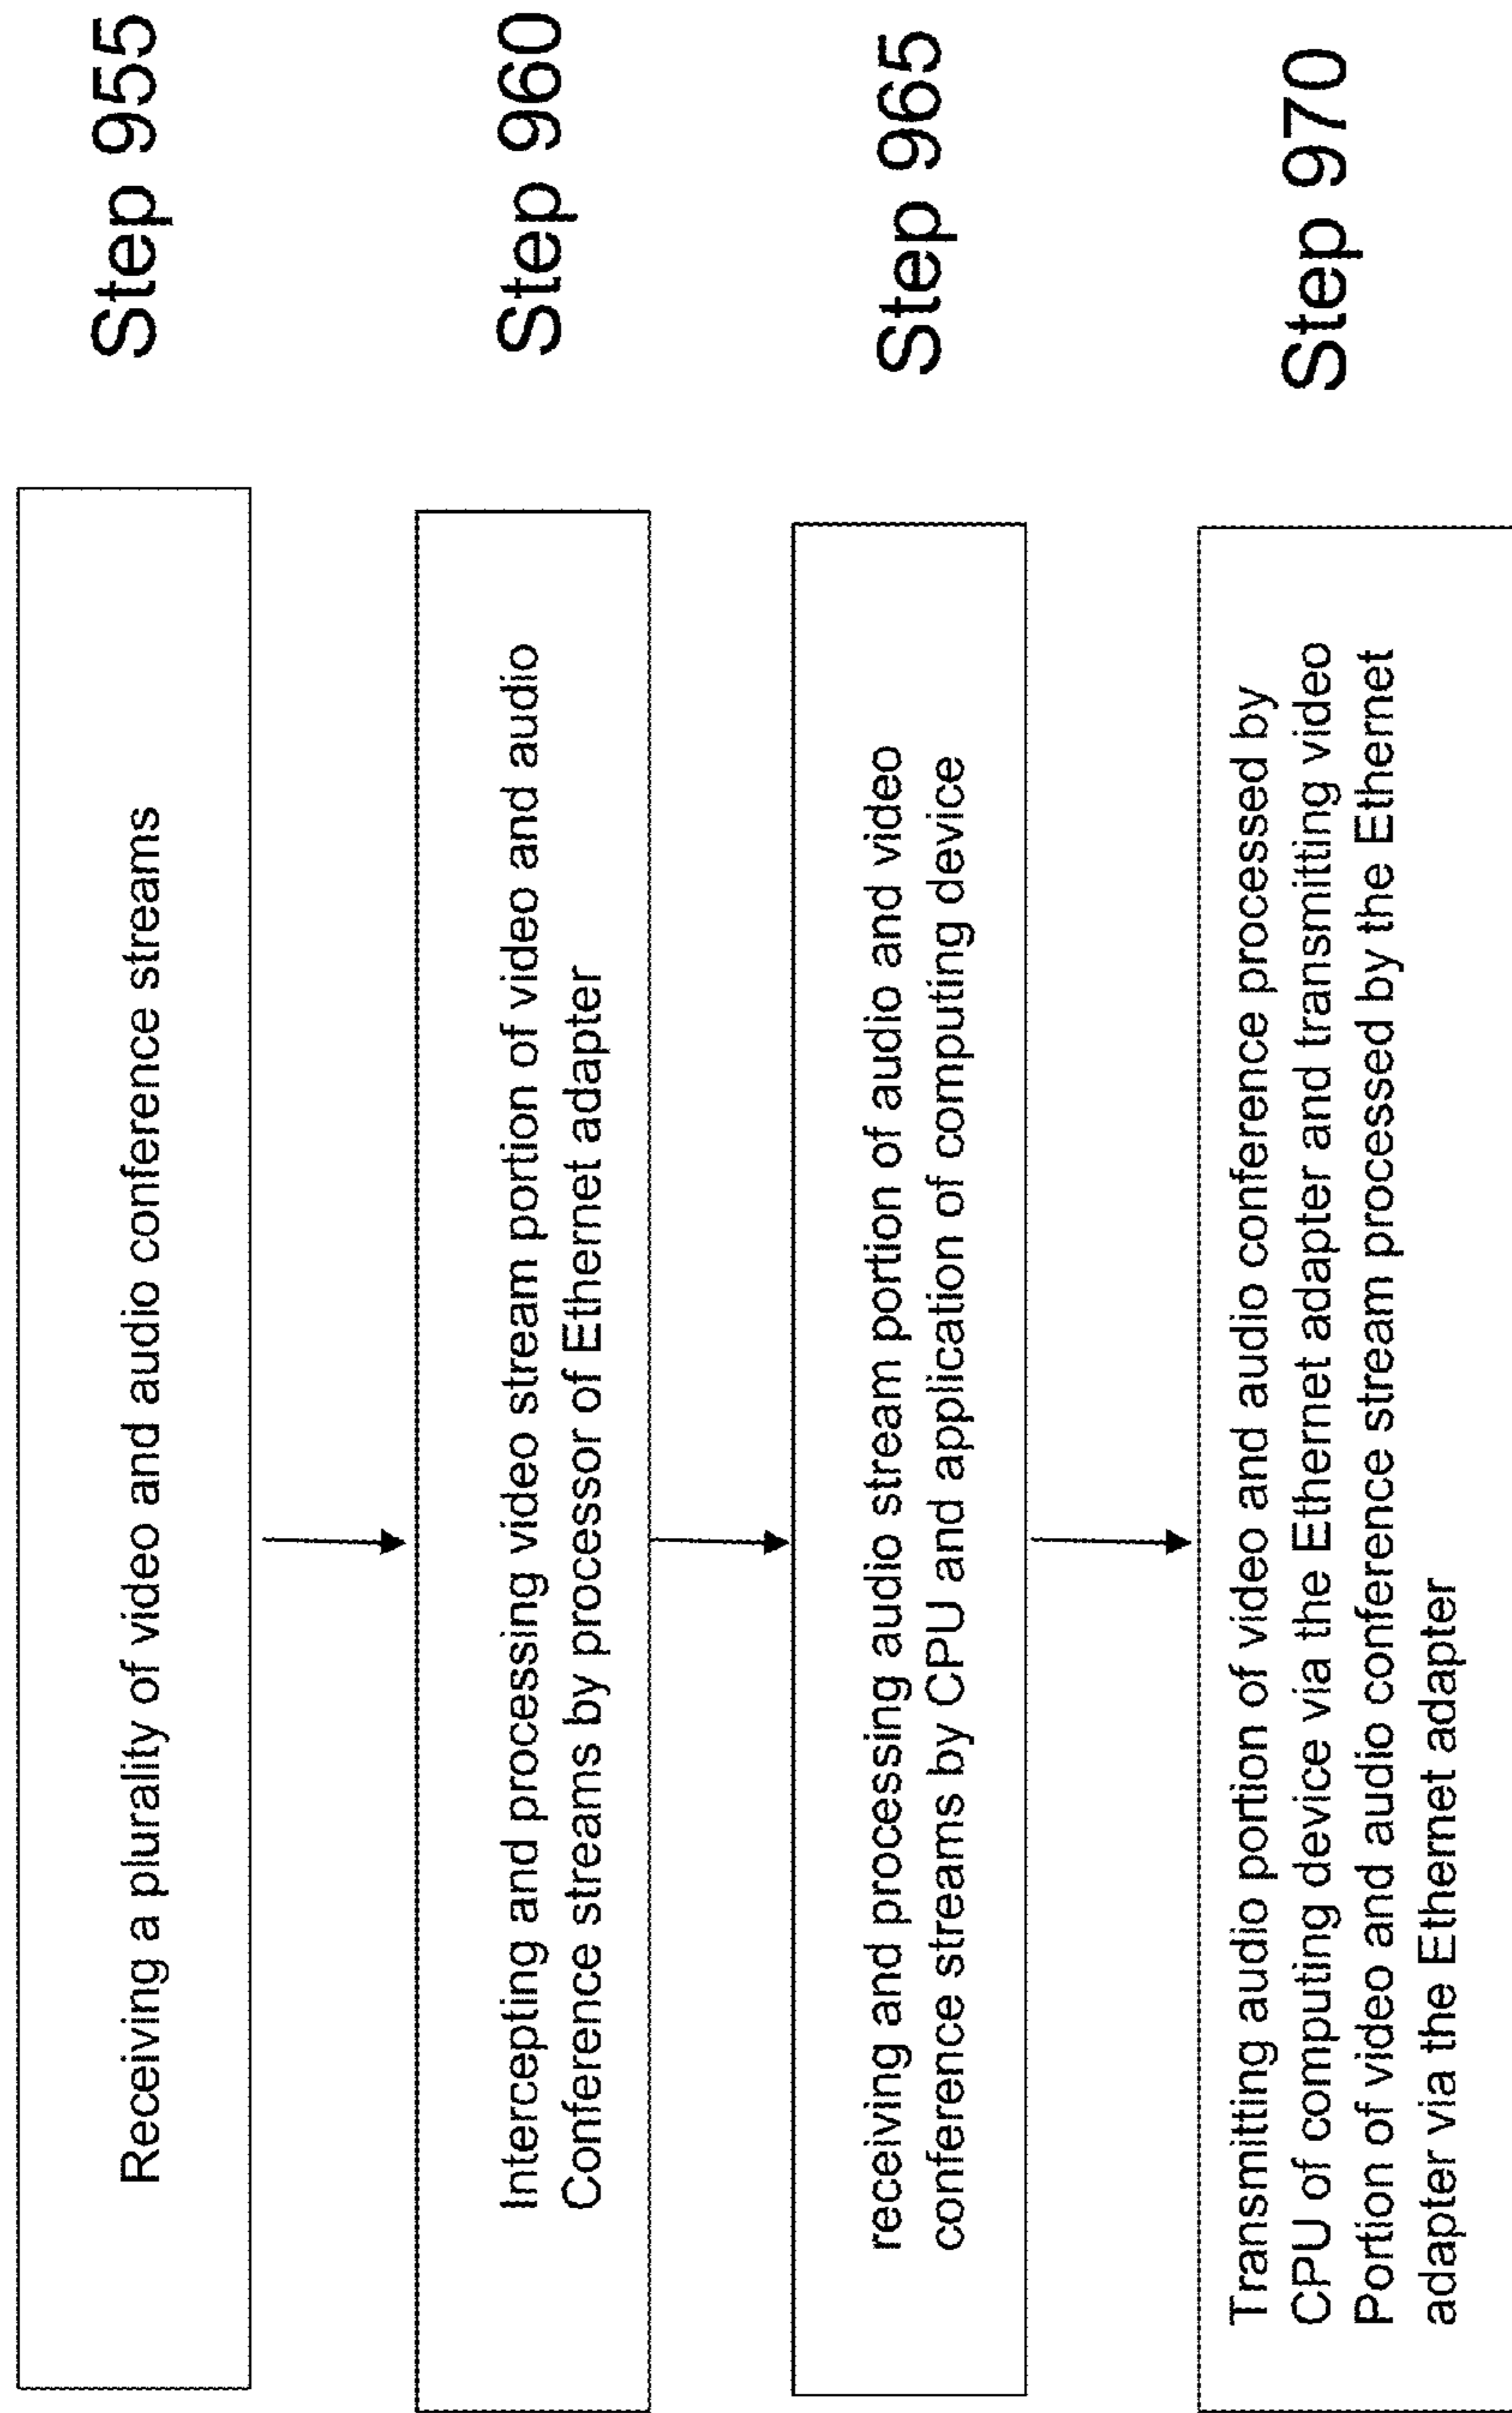 Receiving a plurality of video and audio conference streams
Step 955
Intercepting and processing video stream portion of video and audio
Conference streams by processor of Ethernet adapter
Step 960
receiving and processing audio stream portion of audio and video
conference streams by CPU and application of computing device
Step 965
Transmitting audio portion of video and audio conference processed by
CPU of computing device via the Ethernet adapter and transmitting video
Portion of video and audio conference stream processed by the Ethernet
adapter via the Ethernet adapter
Step 970